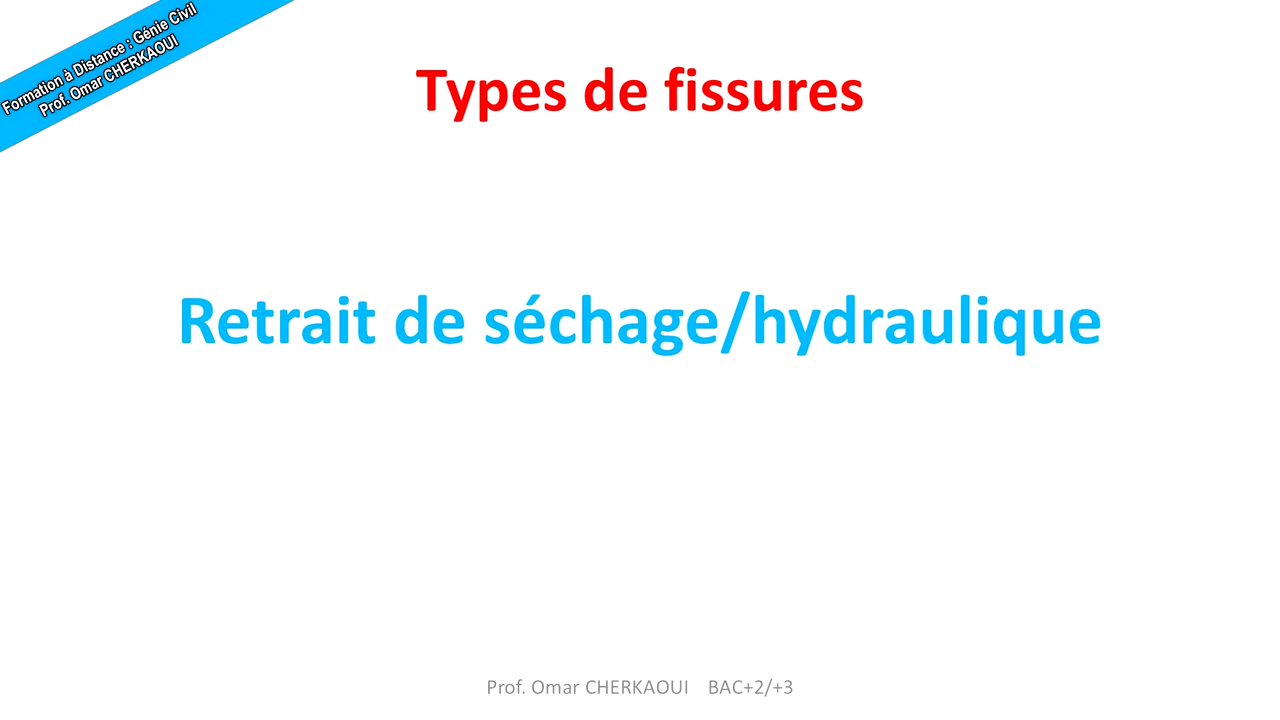 Formation à Distance : Génie Civil
Prof. Omar CHERKAOUI
Types de fissures
Retrait de séchage/hydraulique
Prof. Omar CHERKAOUI BAC+2/+3